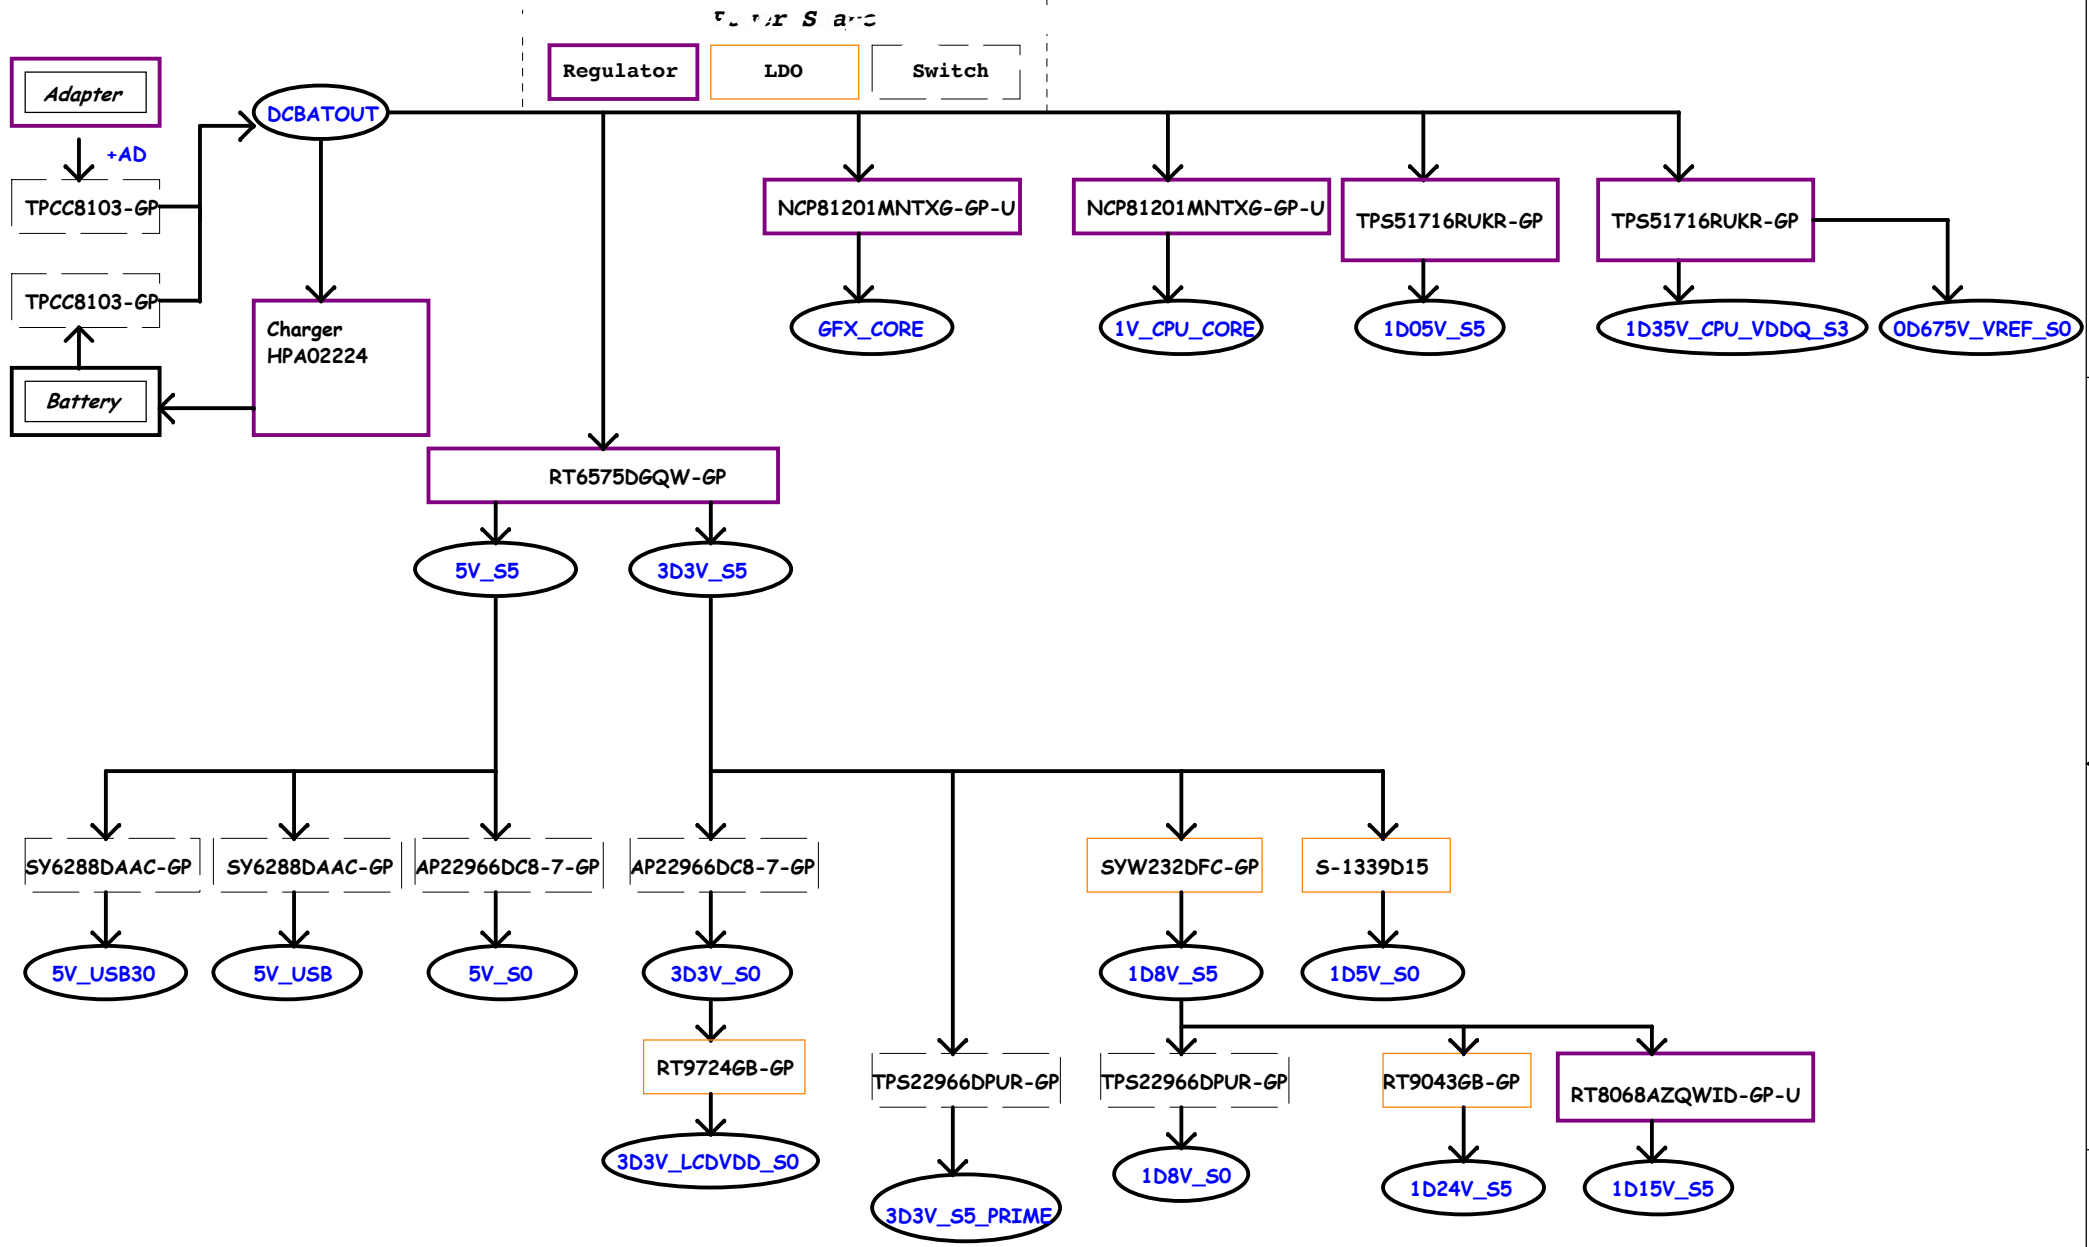 Regulator
LDO
Switch
Adapter
+AD
TPCC8103-GP
TPCC8103-GP
Battery
DCBATOUT
Charger
HPA02224
NCP81201MNTXG-GP-U
NCP81201MNTXG-GP-U
TPS51716RUKR-GP
TPS51716RUKR-GP
GFX_CORE
1V_CPU_CORE
1D05V_S5
1D35V_CPU_VDDQ_S3
0D675V_VREF_S0
RT6575DGQW-GP
5V_S5
3D3V_S5
SY6288DAAC-GP
SY6288DAAC-GP
AP22966DC8-7-GP
AP22966DC8-7-GP
SYW232DFC-GP
S-1339D15
5V_USB30
5V_USB
5V_S0
3D3V_S0
1D8V_S5
1D5V_S0
RT9724GB-GP
TPS22966DPUR-GP
TPS22966DPUR-GP
RT9043GB-GP
RT8068AZQWID-GP-U
3D3V_LCDVDD_S0
3D3V_S5_PRIME
1D8V_S0
1D24V_S5
1D15V_S5